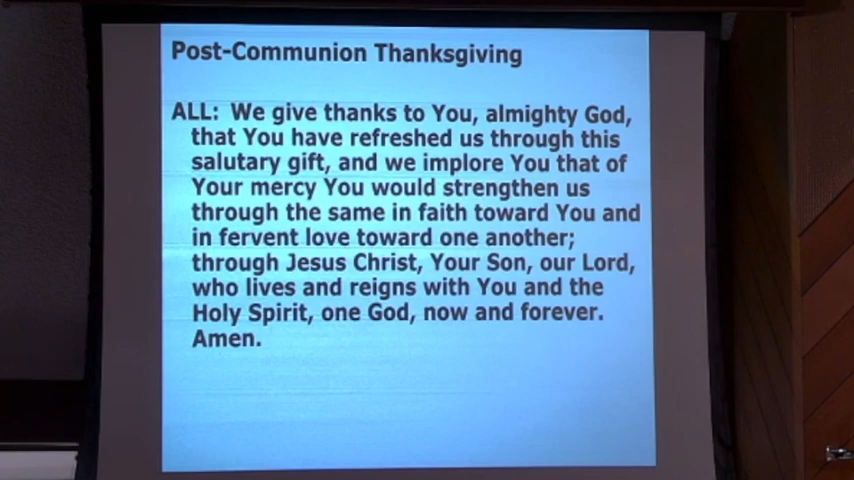 Post-Communion Thanksgiving
ALL: We give thanks to You, almighty God,
that You have refreshed us through this
salutary gift, and we implore You that of
Your mercy You would strengthen us
through the same in faith toward You and
in fervent love toward one another;
through Jesus Christ, Your Son, our Lord,
who lives and reigns with You and the
Holy Spirit, one God, now and forever.
Amen.